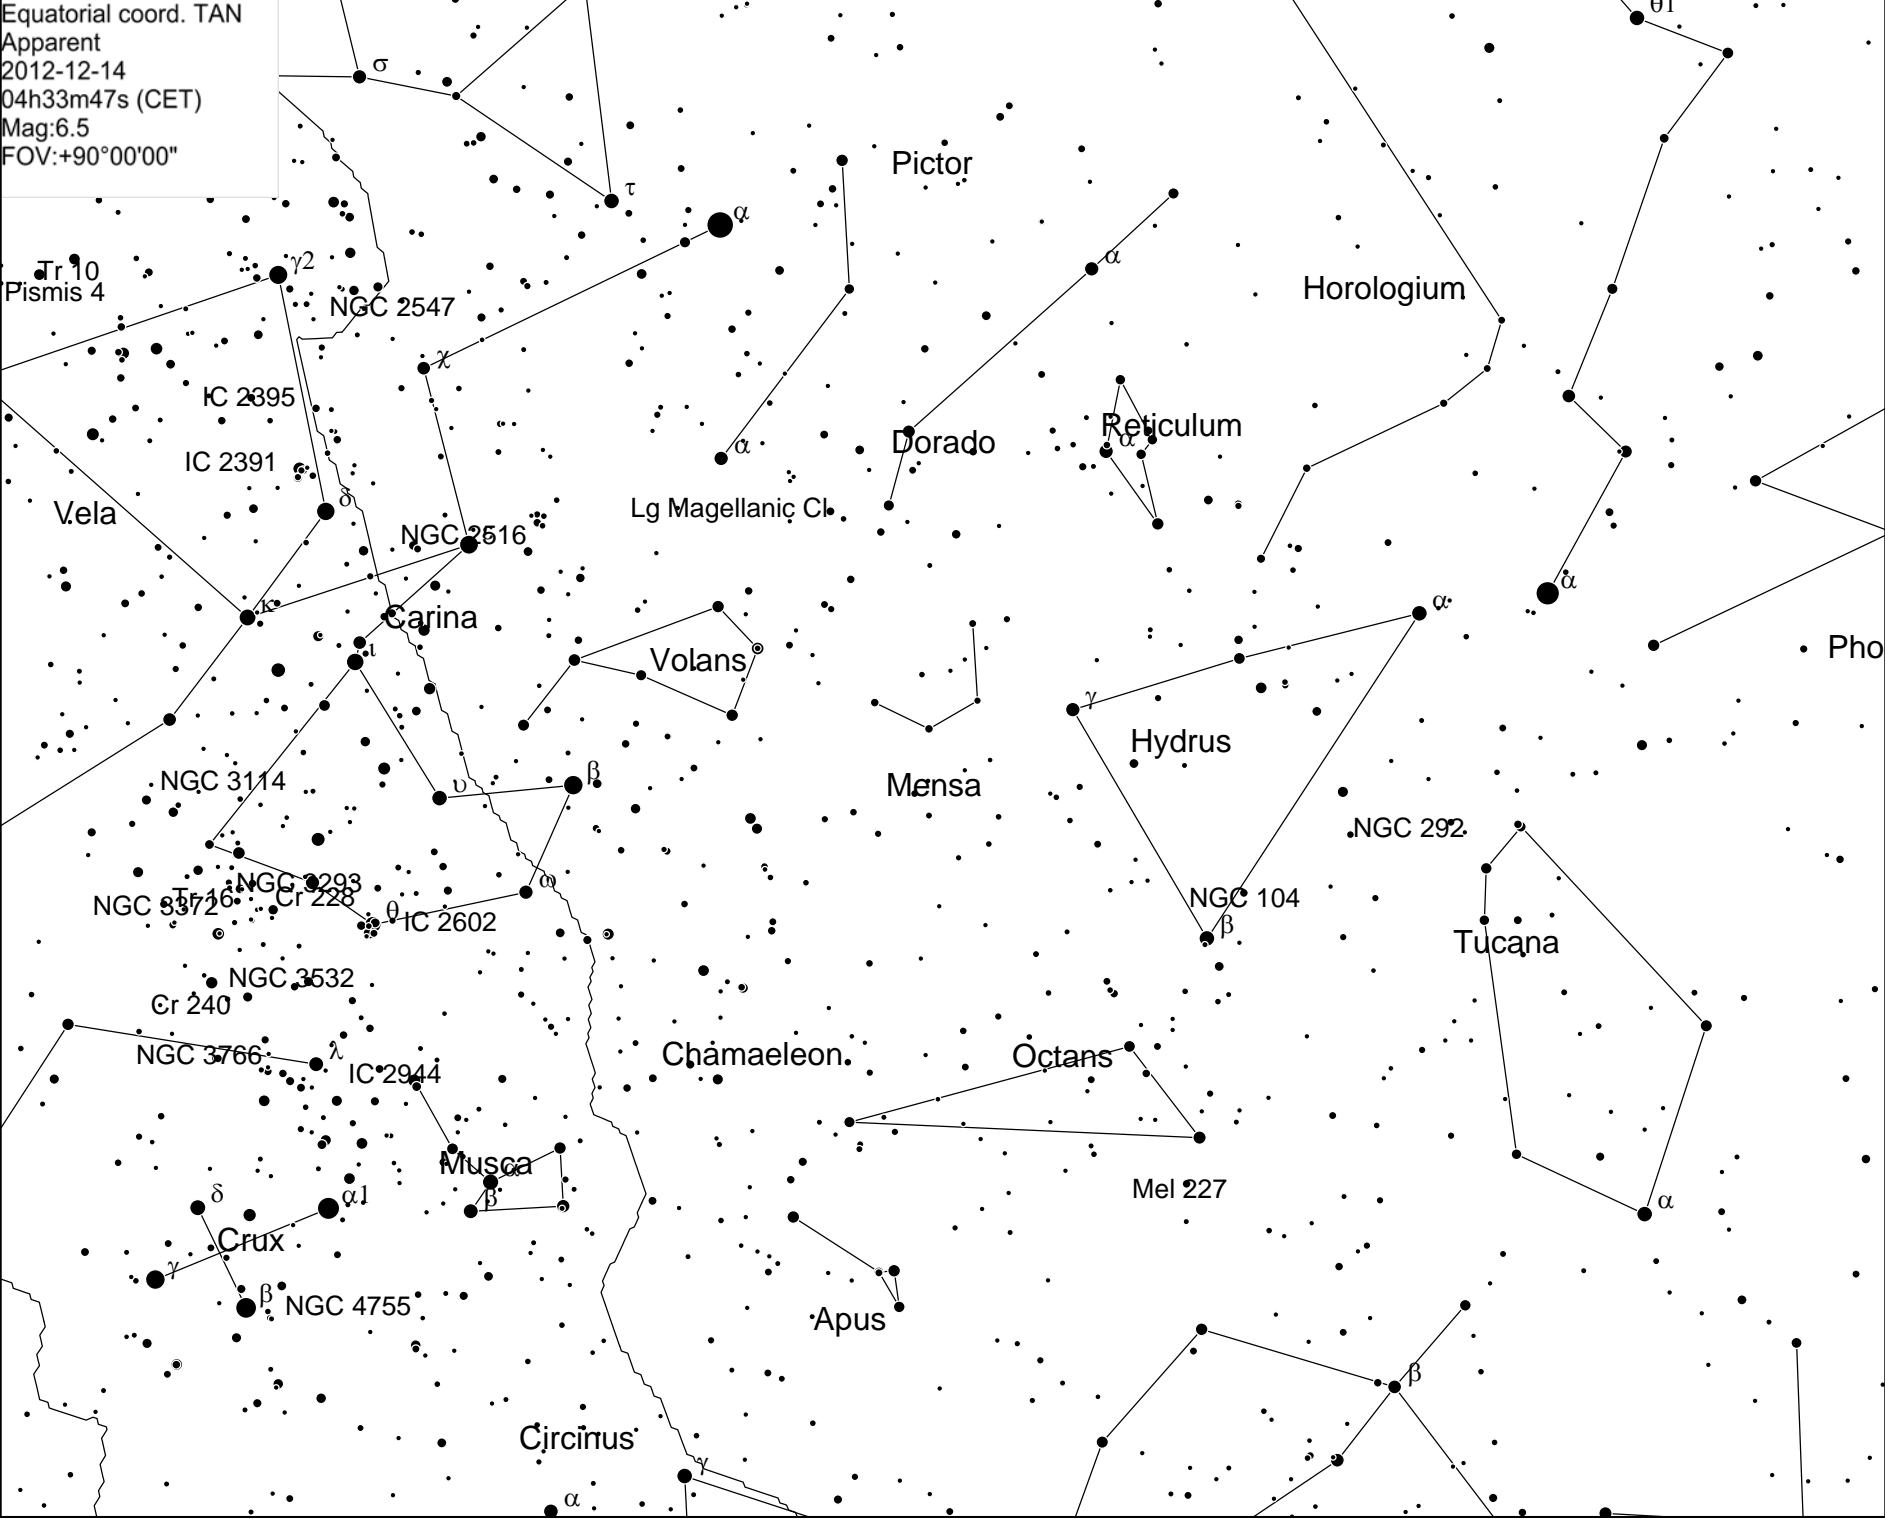 Equatorial coord. TAN
Apparent
2012-12-14
04h33m47s (CET)
Mag:6.5
FOV:+90°00'00"
θ1
σ
Pictor
τ
α
α
γ2
Tr 10
Pismis 4
NGC 2547
Horologium
χ
IC 2395
Reticulum
α
Dorado
α
IC 2391
δ
Vela
Lg Magellanic Cl
NGC 2516
α
α
κ
Carina
ι
Volans
Pho
γ
Hydrus
β
NGC 3114
υ
Mensa
NGC 292
ω
NGC 3293
Tr 16
Cr 228
NGC 3372
θ
IC 2602
NGC 104
β
Tucana
NGC 3532
Cr 240
λ
NGC 3766
IC 2944
Chamaeleon
Octans
Musca
α
β
Mel 227
δ
α1
α
Crux
γ
β
NGC 4755
Apus
β
Circinus
γ
α